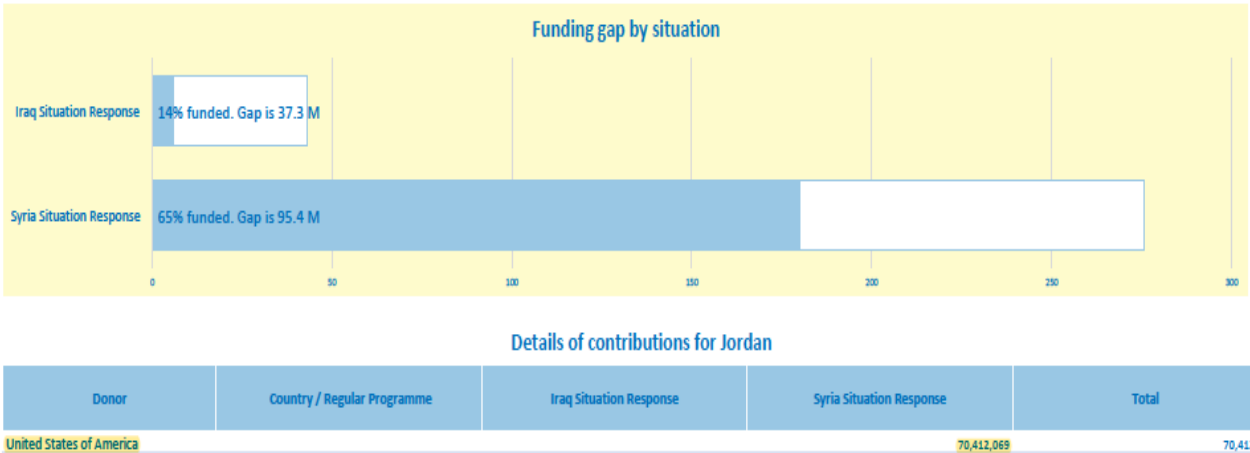 Funding gap by situation
Iraq Situation Response 14% funded. Gap is 37.3 M
Syria Situation Response 65% funded. Gap is 95.4 M
0 50 100 150 200 250 300
Details of contributions for Jordan
Donor Country / Regular Programme Iraq Situation Response Syria Situation Response Total
United States of America 70,412,069 70,41